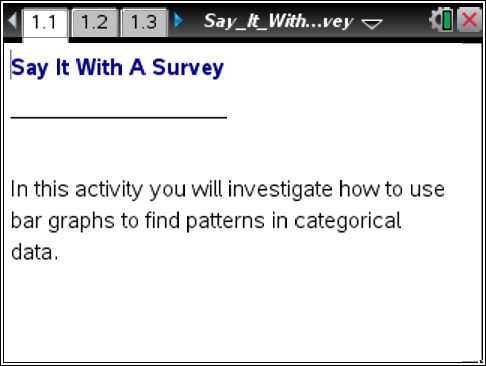 1.1 1.2 1.3 Say_It_With...vey
Say It With A Survey
In this activity you will investigate how to use
bar graphs to find patterns in categorical
data.